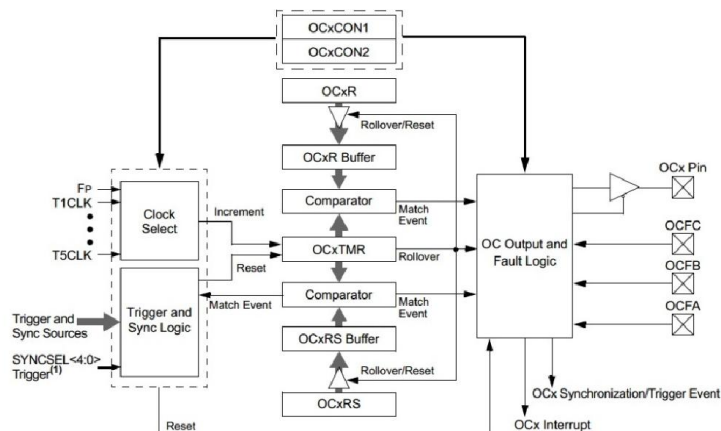 OCxCON1
OCxCON2
OCxR
Rollover/Reset
OCxR Buffer
OCx Pin
FP
T1CLK
Clock
Select
Increment
Comparator
Match
Event
OCFC
OCxTMR
Rollover
OC Output and
Fault Logic
T5CLK
Reset
OCFB
Trigger and
Sync Logic
Match Event
Comparator
Match
Event
OCFA
Trigger and
Sync Sources
OCxRS Buffer
SYNCSEL<4:0>
Trigger(1)
Rollover/Reset
OCxRS
OCx Synchronization/Trigger Event
Reset
OCx Interrupt